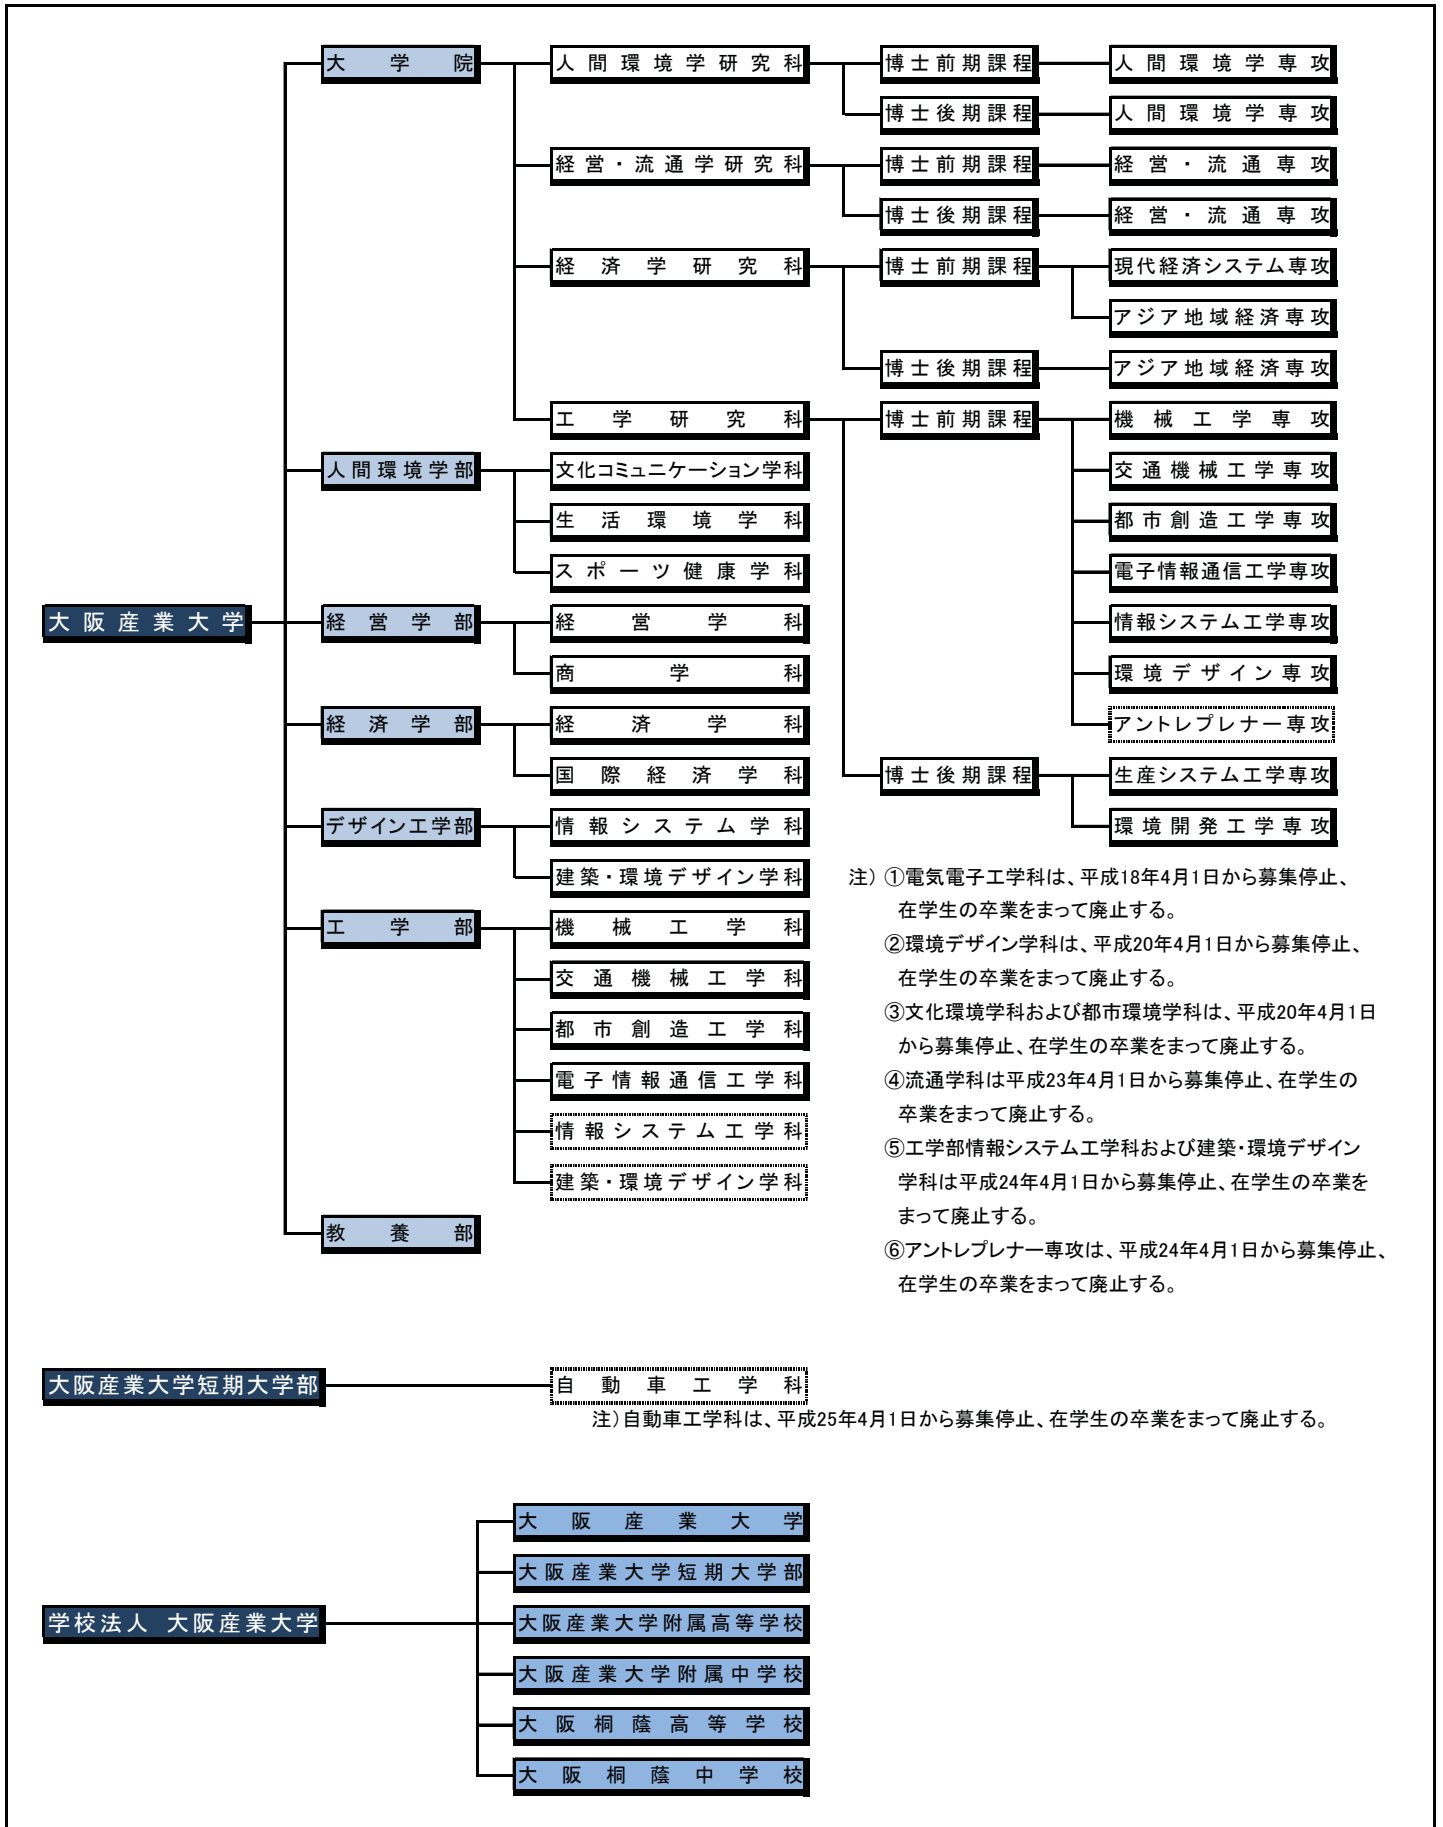 大学院 人間環境学研究科 博士前期課程 人間環境学専攻
博士後期課程 人間環境学専攻
経営・流通学研究科 博士前期課程 経営・流通専攻
博士後期課程 経営・流通専攻
経済学研究科 博士前期課程 現代経済システム専攻
アジア地域経済専攻
博士後期課程 アジア地域経済専攻
工学研究科 博士前期課程 機械工学専攻
人間環境学部 文化コミュニケーション学科 交通機械工学専攻
生活環境学科 都市創造工学専攻
スポーツ健康学科 電子情報通信工学専攻
大阪産業大学 経営学部 経営学科 情報システム工学専攻
商学科 環境デザイン専攻
経済学部 経済学科 アントレプレナー専攻
国際経済学科 博士後期課程 生産システム工学専攻
デザイン工学部 情報システム学科 環境開発工学専攻
建築・環境デザイン学科
工学部 機械工学科
交通機械工学科
都市創造工学科
電子情報通信工学科
情報システム工学科
建築・環境デザイン学科
教養部
注）①電気電子工学科は、平成18年4月1日から募集停止、
在学生の卒業をまって廃止する。
②環境デザイン学科は、平成20年4月1日から募集停止、
在学生の卒業をまって廃止する。
③文化環境学科および都市環境学科は、平成20年4月1日
から募集停止、在学生の卒業をまって廃止する。
④流通学科は平成23年4月1日から募集停止、在学生の
卒業をまって廃止する。
⑤工学部情報システム工学科および建築・環境デザイン
学科は平成24年4月1日から募集停止、在学生の卒業を
まって廃止する。
⑥アントレプレナー専攻は、平成24年4月1日から募集停止、
在学生の卒業をまって廃止する。
大阪産業大学短期大学部 自動車工学科
注）自動車工学科は、平成25年4月1日から募集停止、在学生の卒業をまって廃止する。
大阪産業大学
大阪産業大学短期大学部
学校法人 大阪産業大学 大阪産業大学附属高等学校
大阪産業大学附属中学校
大阪桐蔭高等学校
大阪桐蔭中学校